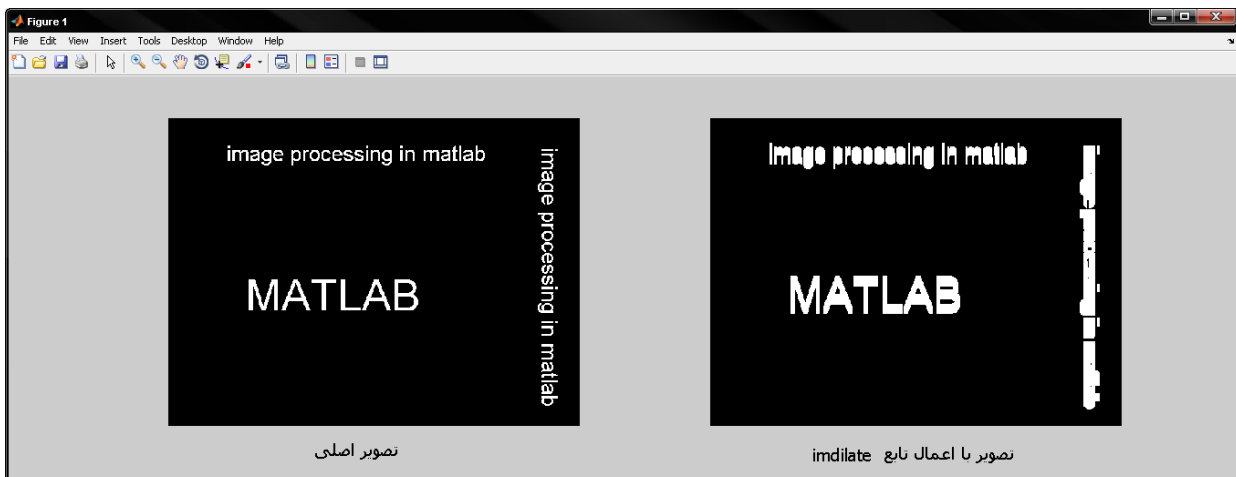 Figure 1
File Edit View Insert Tools Desktop Window Help
image processing in matlab
image processing in matlab
MATLAB
تصویر اصلی
image processing in matlab
MATLAB
تصویر با اعمال تابع imdilate